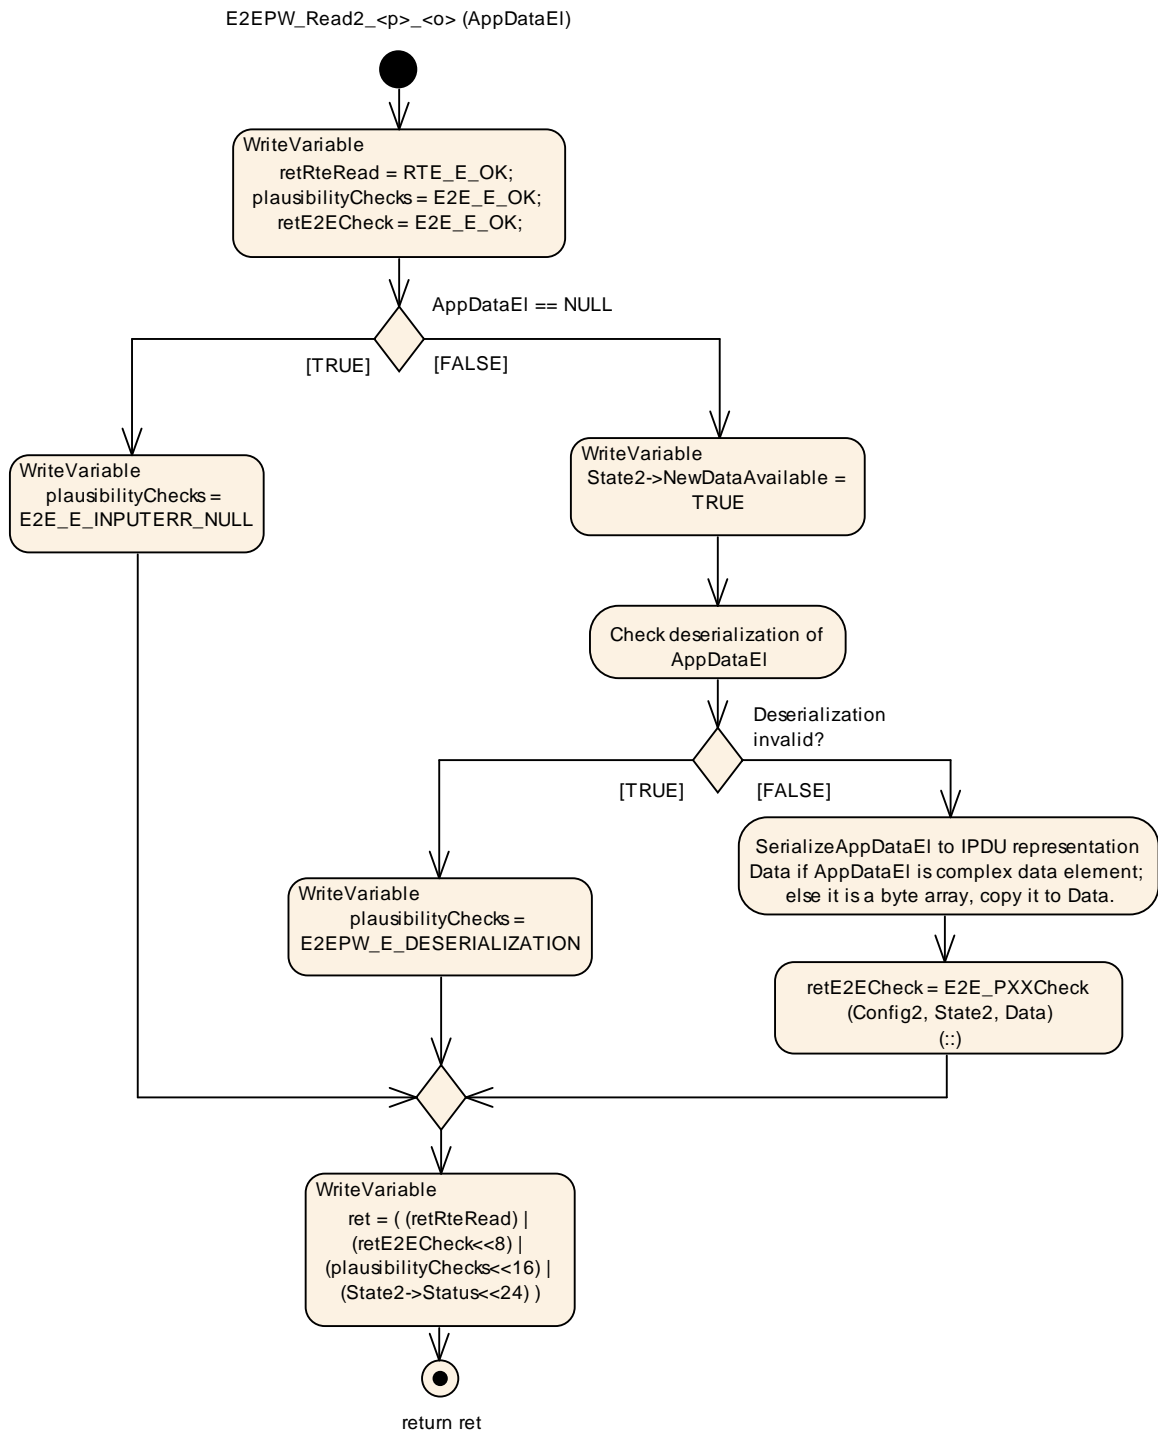 E2EPW_Read2_<p>_<o> (AppDataEl)
WriteVariable
retRteRead = RTE_E_OK;
plausibilityChecks = E2E_E_OK;
retE2ECheck = E2E_E_OK;
AppDataEl == NULL
[TRUE]
[FALSE]
WriteVariable
plausibilityChecks =
E2E_E_INPUTERR_NULL
WriteVariable
State2->NewDataAvailable =
TRUE
Check deserialization of
AppDataEl
Deserialization
invalid?
[TRUE]
[FALSE]
WriteVariable
plausibilityChecks =
E2EPW_E_DESERIALIZATION
SerializeAppDataEl to IPDU representation
Data if AppDataEl is complex data element;
else it is a byte array, copy it to Data.
retE2ECheck = E2E_PXXCheck
(Config2, State2, Data)
(::)
WriteVariable
ret = ( (retRteRead) |
(retE2ECheck<<8) |
(plausibilityChecks<<16) |
(State2->Status<<24) )
return ret